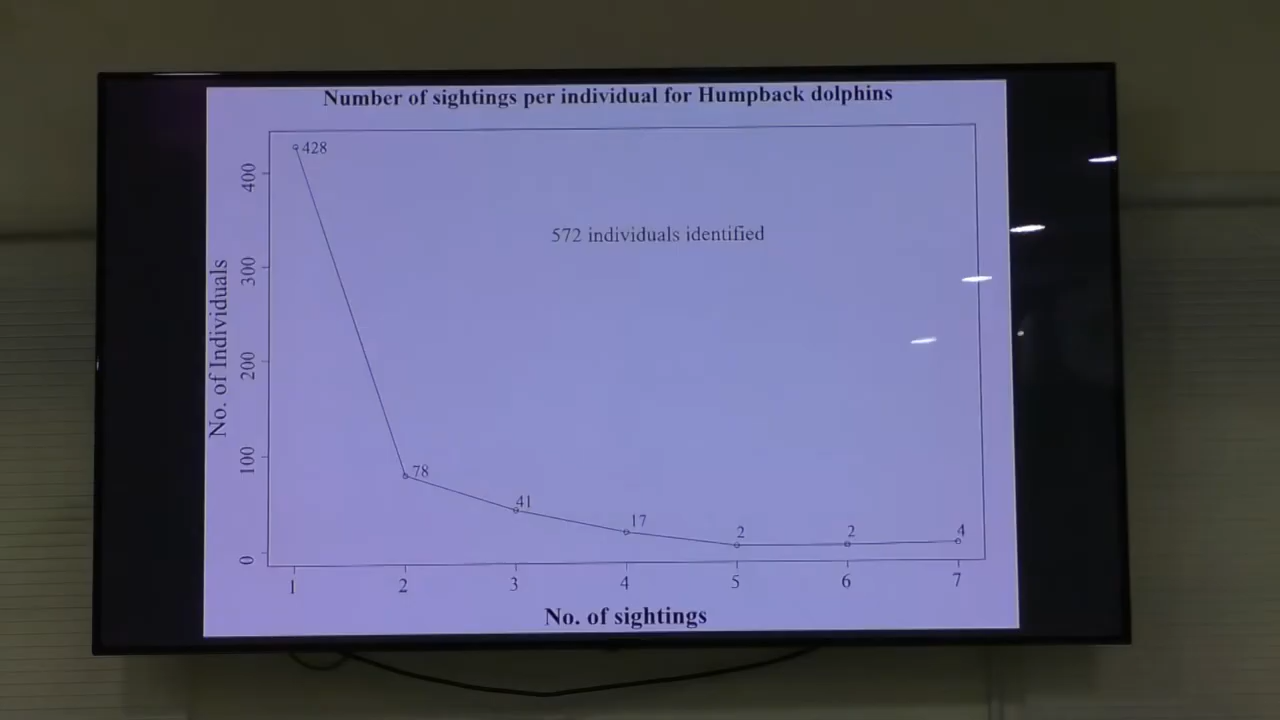 Number of sightings per individual for Humpback dolphins
428
400
572 individuals identified
300
No. of Individuals
200
100
78
41
17
2
2
4
0
1 2 3 4 5 6 7
No. of sightings